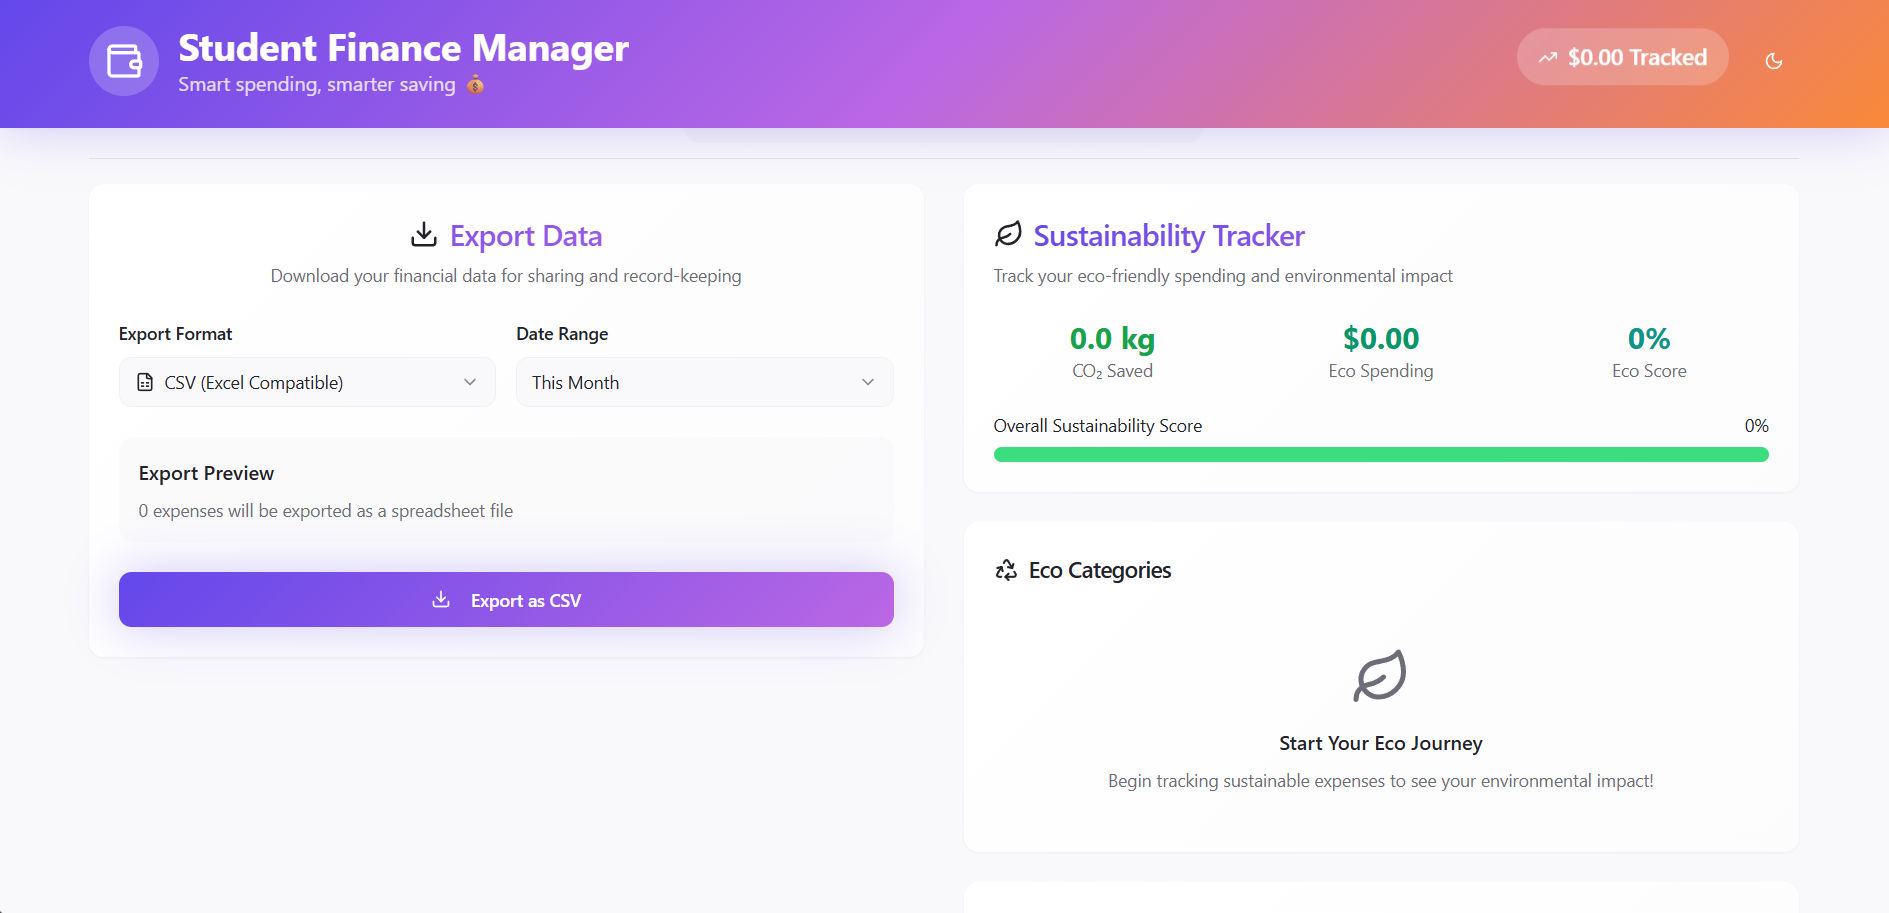 Student Finance Manager
Smart spending, smarter saving 💰
$0.00 Tracked
Export Data
Download your financial data for sharing and record-keeping
Export Format
Date Range
CSV (Excel Compatible)
This Month
Export Preview
0 expenses will be exported as a spreadsheet file
Export as CSV
Sustainability Tracker
Track your eco-friendly spending and environmental impact
0.0 kg
CO₂ Saved
$0.00
Eco Spending
0%
Eco Score
Overall Sustainability Score
0%
Eco Categories
Start Your Eco Journey
Begin tracking sustainable expenses to see your environmental impact!